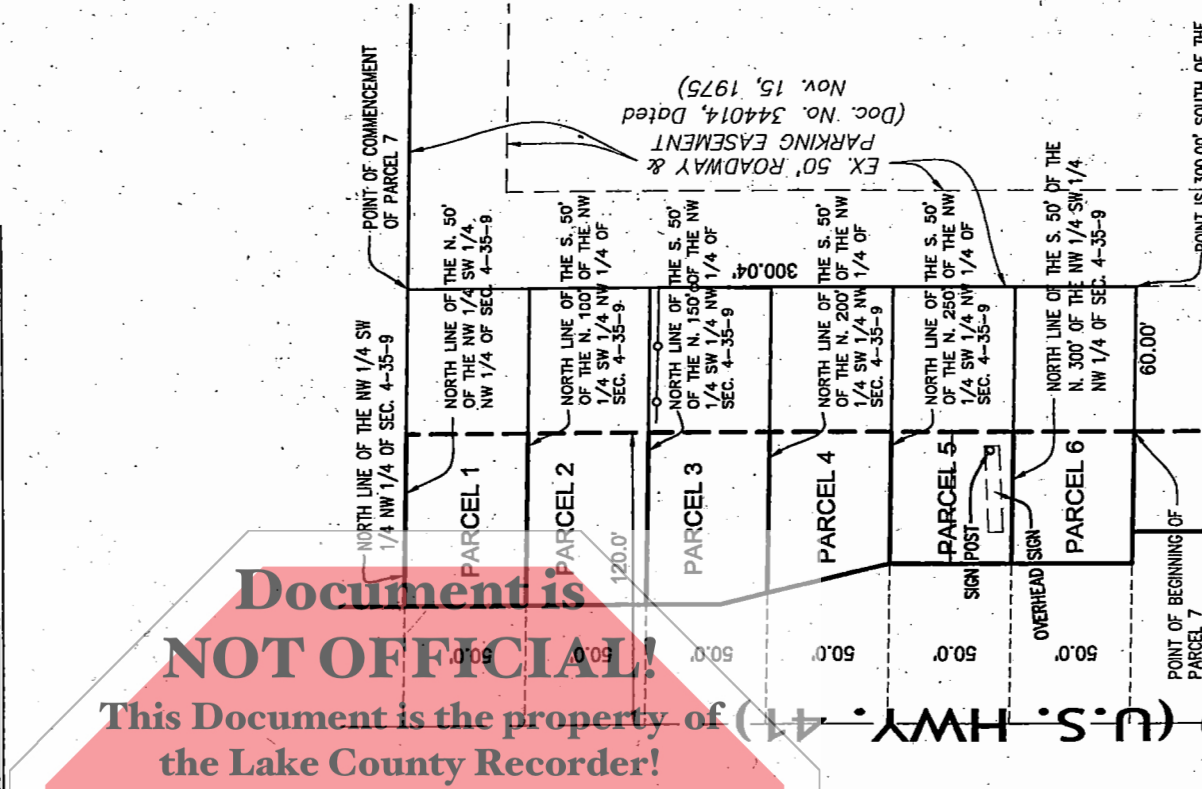 POINT OF COMMENCEMENT
OF PARCEL 7
EX. 50' ROADWAY &
PARKING EASEMENT
(Doc. No. 344014, Dated
Nov. 15, 1975)
NORTH LINE OF THE NW 1/4 SW
1/4 NW 1/4 OF SEC. 4-35-9
NORTH LINE OF THE N. 50'
OF THE NW 1/4 SW 1/4
NW 1/4 OF SEC. 4-35-9
NORTH LINE OF THE S. 50'
OF THE N. 100' OF THE NW
1/4 SW 1/4 NW 1/4 OF
SEC. 4-35-9
NORTH LINE OF THE S. 50'
OF THE N. 150' OF THE NW
1/4 SW 1/4 NW 1/4 OF
SEC. 4-35-9
300.04'
NORTH LINE OF THE S. 50'
OF THE N. 200' OF THE NW
1/4 SW 1/4 NW 1/4 OF
SEC. 4-35-9
NORTH LINE OF THE S. 50'
OF THE N. 250' OF THE NW
1/4 SW 1/4 NW 1/4 OF
SEC. 4-35-9
NORTH LINE OF THE S. 50' OF THE
N. 300' OF THE NW 1/4 SW 1/4
NW 1/4 OF SEC. 4-35-9
POINT IS 300.00' SOUTH OF THE
60.00'
PARCEL 1
PARCEL 2
120.0'
PARCEL 3
PARCEL 4
PARCEL 5
SIGN POST
OVERHEAD SIGN
PARCEL 6
POINT OF BEGINNING OF
PARCEL 7
50.0'
50.0'
50.0'
50.0'
50.0'
50.0'
(U.S. HWY. 41)
Document is
NOT OFFICIAL!
This Document is the property of
the Lake County Recorder!